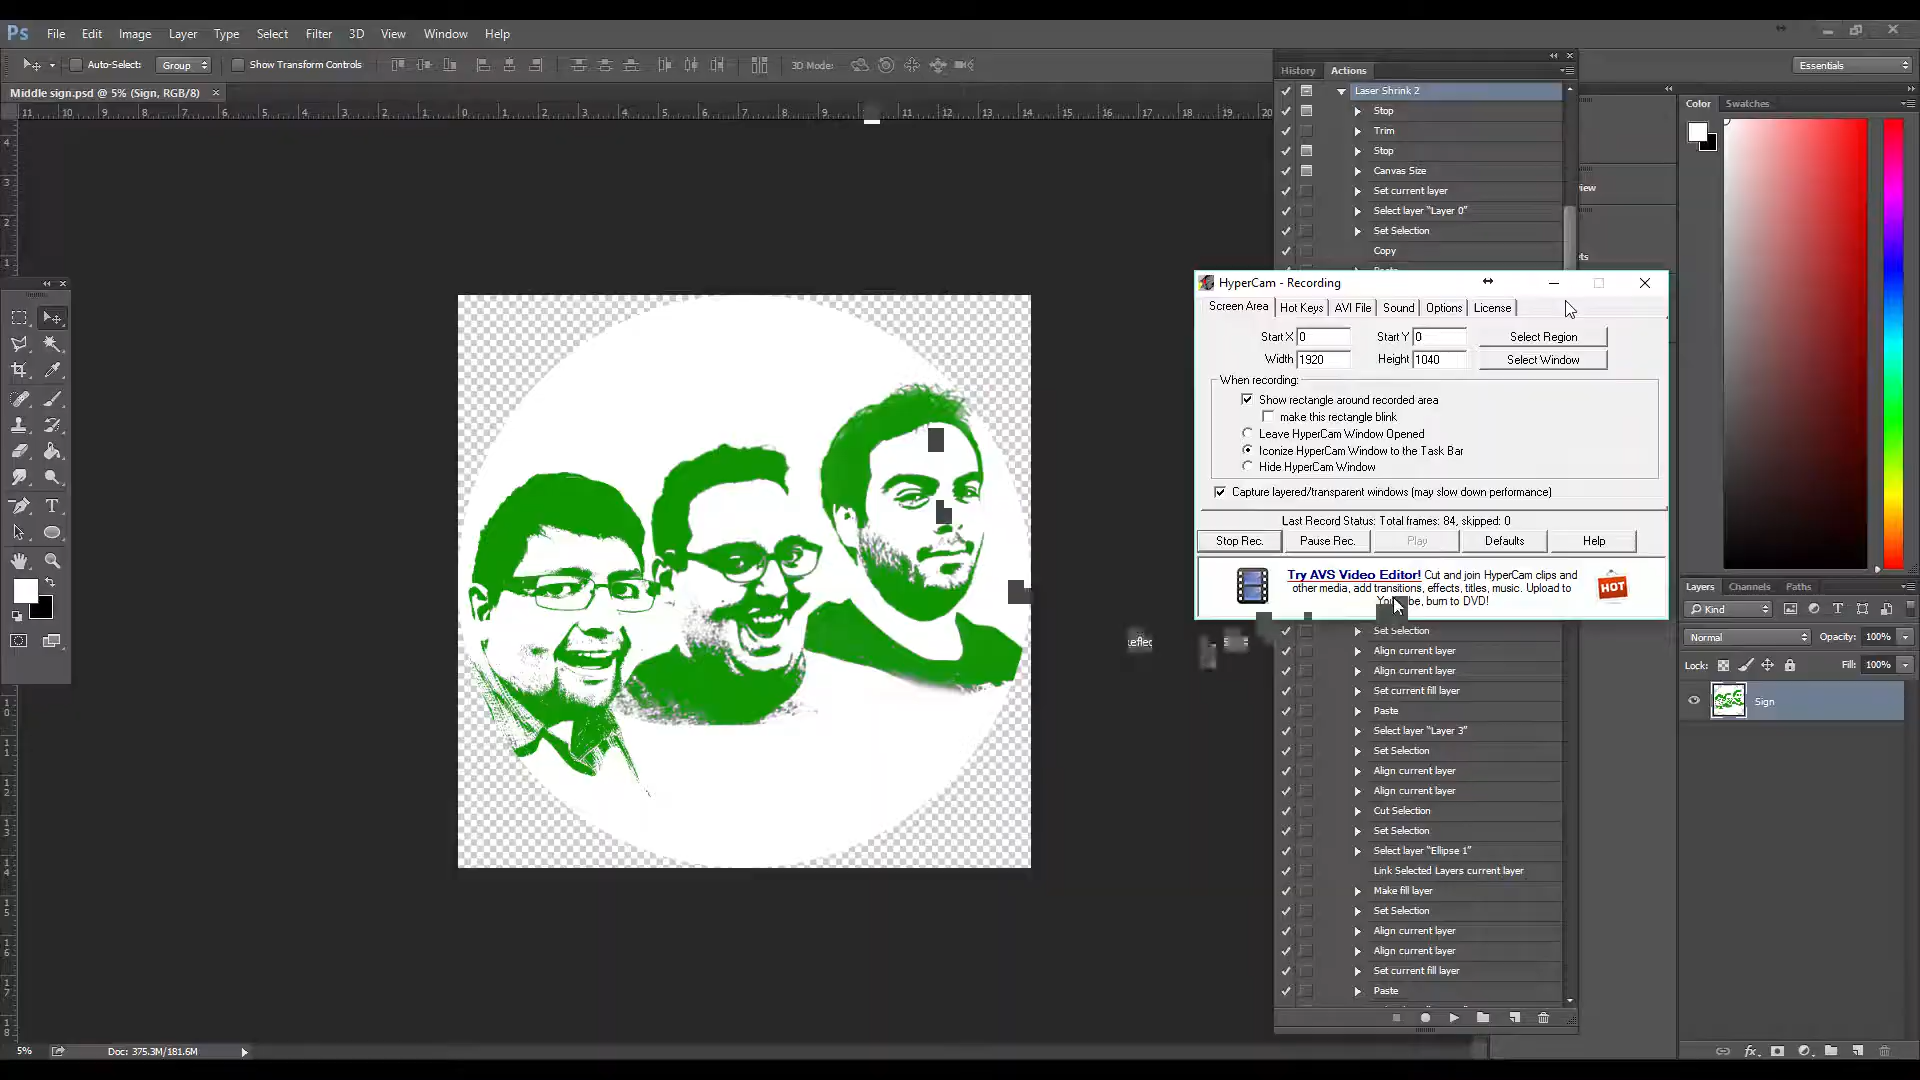 Ps File Edit Image Layer Type Select Filter 3D View Window Help
Auto-Select: Group Show Transform Controls 3D Mode: Essentials
Middle sign.psd @ 5% (Sign, RGB/8) ×
History Actions
Color Swatches
Laser Shrink 2
Stop
Trim
Stop
Canvas Size
Set current layer
Select layer "Layer 0"
Set Selection
Copy
HyperCam - Recording
Screen Area Hot Keys AVI File Sound Options License
Start X 0 Start Y 0 Select Region
Width 1920 Height 1040 Select Window
When recording:
Show rectangle around recorded area
make this rectangle blink
Leave HyperCam Window Opened
Iconize HyperCam Window to the Task Bar
Hide HyperCam Window
Capture layered/transparent windows (may slow down performance)
Last Record Status: Total frames: 84, skipped: 0
Stop Rec. Pause Rec. Play Defaults Help
Try AVS Video Editor! Cut and join HyperCam clips and
other media, add transitions, effects, titles, music. Upload to
be, burn to DVD!
HOT
Set Selection
Align current layer
Align current layer
Set current fill layer
Paste
Select layer "Layer 3"
Set Selection
Align current layer
Align current layer
Cut Selection
Set Selection
Select layer "Ellipse 1"
Link Selected Layers current layer
Make fill layer
Set Selection
Align current layer
Align current layer
Set current fill layer
Paste
Layers Channels Paths
Kind
Normal Opacity: 100%
Lock: Fill: 100%
Sign
5% Doc: 375.3M/181.6M